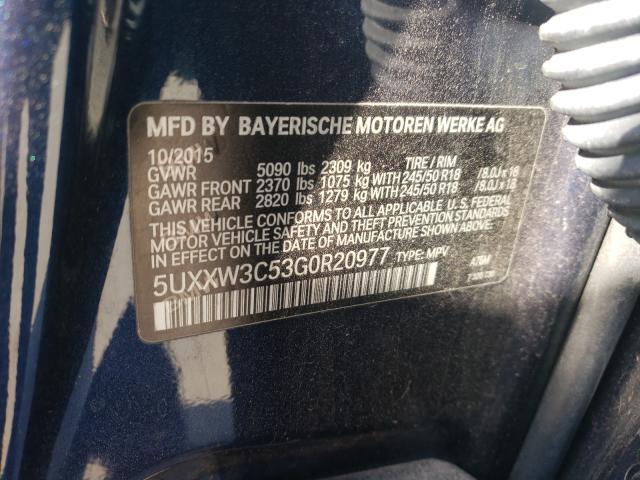 MFD BY BAYERISCHE MOTOREN WERKE AG
10/2015
GVWR 5090 lbs 2309 kg TIRE / RIM
GAWR FRONT 2370 lbs 1075 kg WITH 245/50 R18 /8.0J x 18
GAWR REAR 2820 lbs 1279 kg WITH 245/50 R18 /8.0J x 18
THIS VEHICLE CONFORMS TO ALL APPLICABLE U.S. FEDERAL
MOTOR VEHICLE SAFETY AND THEFT PREVENTION STANDARDS
IN EFFECT ON THE DATE OF MANUFACTURE SHOWN ABOVE.
5UXXW3C53G0R20977 TYPE: MPV A76M